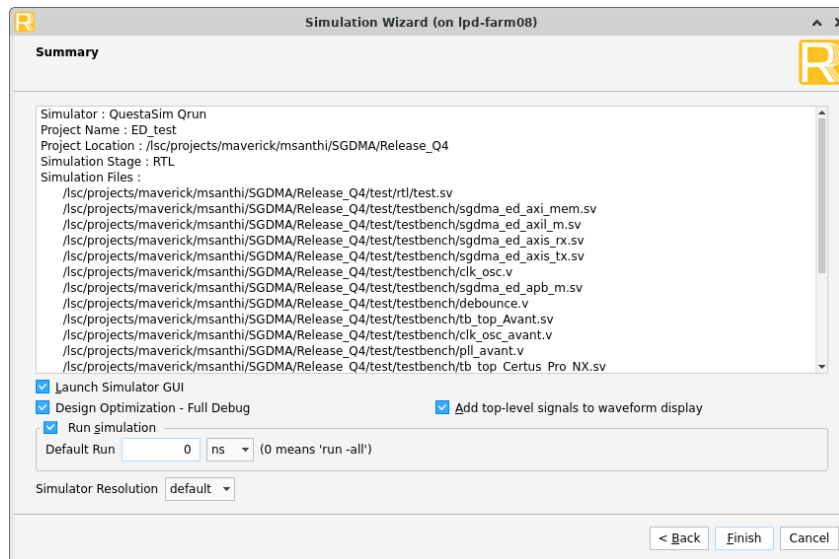 Simulation Wizard (on lpd-farm08)
Summary
Simulator : QuestaSim Qrun
Project Name : ED_test
Project Location : /lsc/projects/maverick/msanthi/SGDMA/Release_Q4
Simulation Stage : RTL
Simulation Files :
/lsc/projects/maverick/msanthi/SGDMA/Release_Q4/test/rtl/test.sv
/lsc/projects/maverick/msanthi/SGDMA/Release_Q4/test/testbench/sgdma_ed_axi_mem.sv
/lsc/projects/maverick/msanthi/SGDMA/Release_Q4/test/testbench/sgdma_ed_axil_m.sv
/lsc/projects/maverick/msanthi/SGDMA/Release_Q4/test/testbench/sgdma_ed_axis_rx.sv
/lsc/projects/maverick/msanthi/SGDMA/Release_Q4/test/testbench/sgdma_ed_axis_tx.sv
/lsc/projects/maverick/msanthi/SGDMA/Release_Q4/test/testbench/clk_osc.v
/lsc/projects/maverick/msanthi/SGDMA/Release_Q4/test/testbench/sgdma_ed_apb_m.sv
/lsc/projects/maverick/msanthi/SGDMA/Release_Q4/test/testbench/debounce.v
/lsc/projects/maverick/msanthi/SGDMA/Release_Q4/test/testbench/tb_top_Avant.sv
/lsc/projects/maverick/msanthi/SGDMA/Release_Q4/test/testbench/clk_osc_avant.v
/lsc/projects/maverick/msanthi/SGDMA/Release_Q4/test/testbench/pll_avant.v
/lsc/projects/maverick/msanthi/SGDMA/Release_Q4/test/testbench/tb_top_Certus_Pro_NX.sv
Launch Simulator GUI
Design Optimization - Full Debug Add top-level signals to waveform display
Run simulation
Default Run 0 ns (0 means 'run -all')
Simulator Resolution default
< Back Finish Cancel